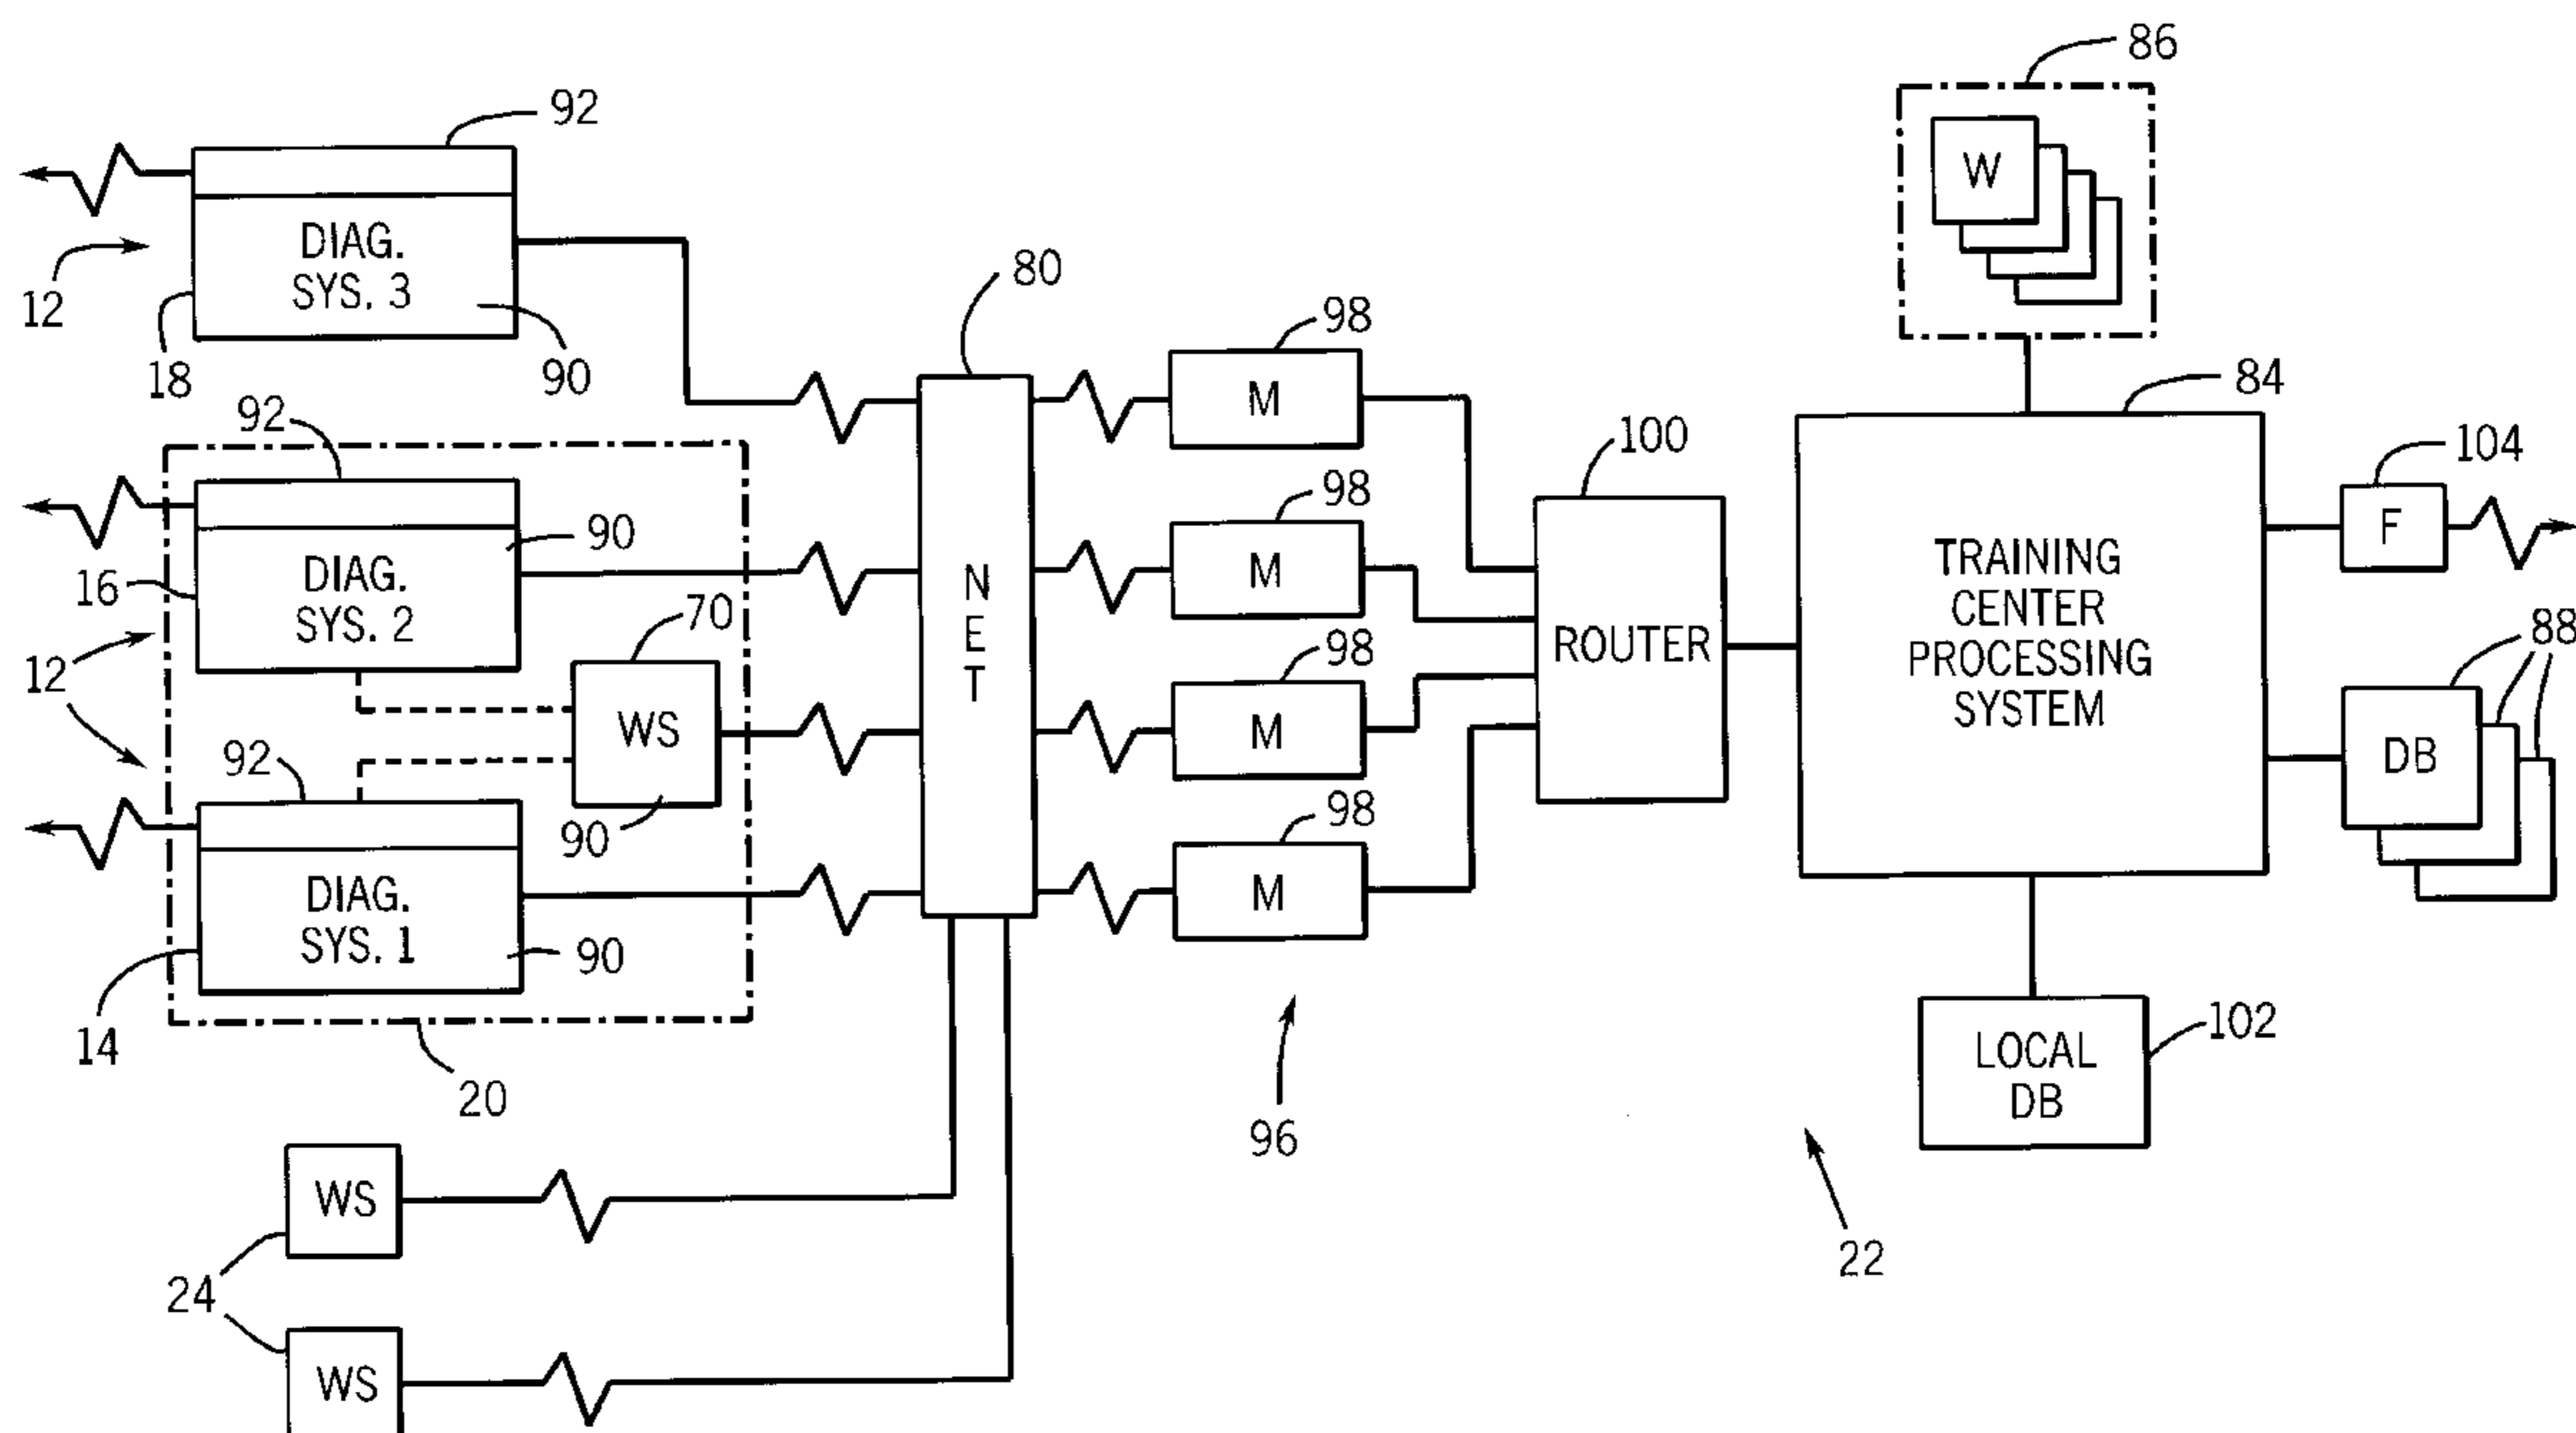 86
92
W
DIAG.
SYS. 3
12
18
90
80
98
M
84
92
100
104
F
98
M
90
DIAG.
SYS. 2
16
70
N
E
T
ROUTER
TRAINING
CENTER
PROCESSING
SYSTEM
88
DB
12
WS
98
M
92
90
98
M
DIAG.
SYS. 1
90
14
20
96
LOCAL
DB
102
22
WS
24
WS